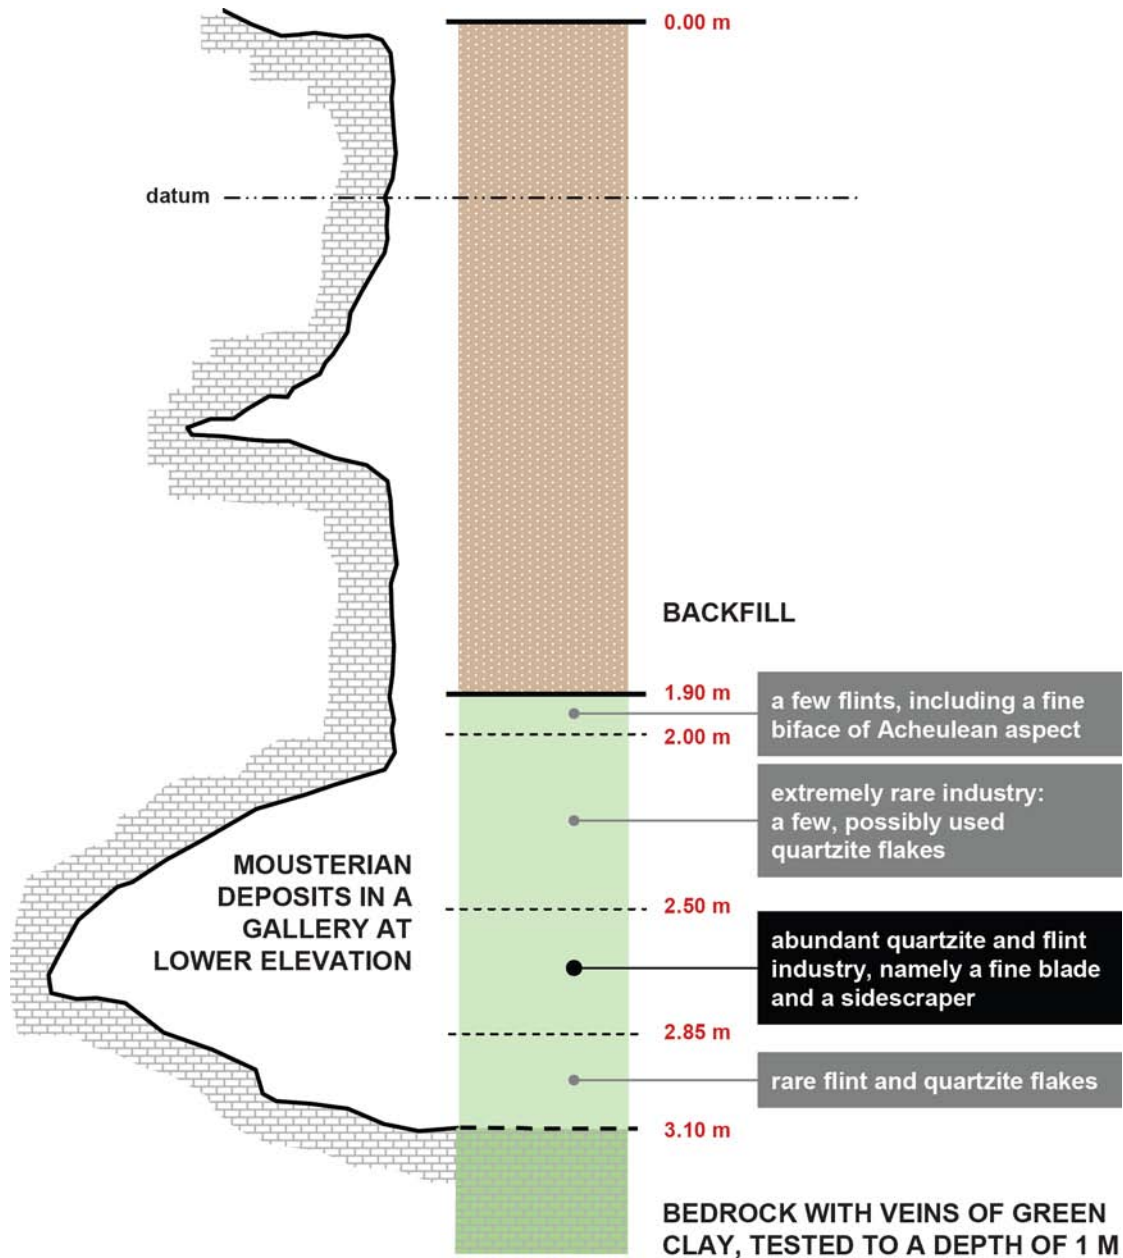 0.00 m
datum
BACKFILL
1.90 m
a few flints, including a fine
biface of Acheulean aspect
2.00 m
extremely rare industry:
a few, possibly used
quartzite flakes
MOUSTERIAN
DEPOSITS IN A
GALLERY AT
LOWER ELEVATION
2.50 m
abundant quartzite and flint
industry, namely a fine blade
and a sidescraper
2.85 m
rare flint and quartzite flakes
3.10 m
BEDROCK WITH VEINS OF GREEN
CLAY, TESTED TO A DEPTH OF 1 M